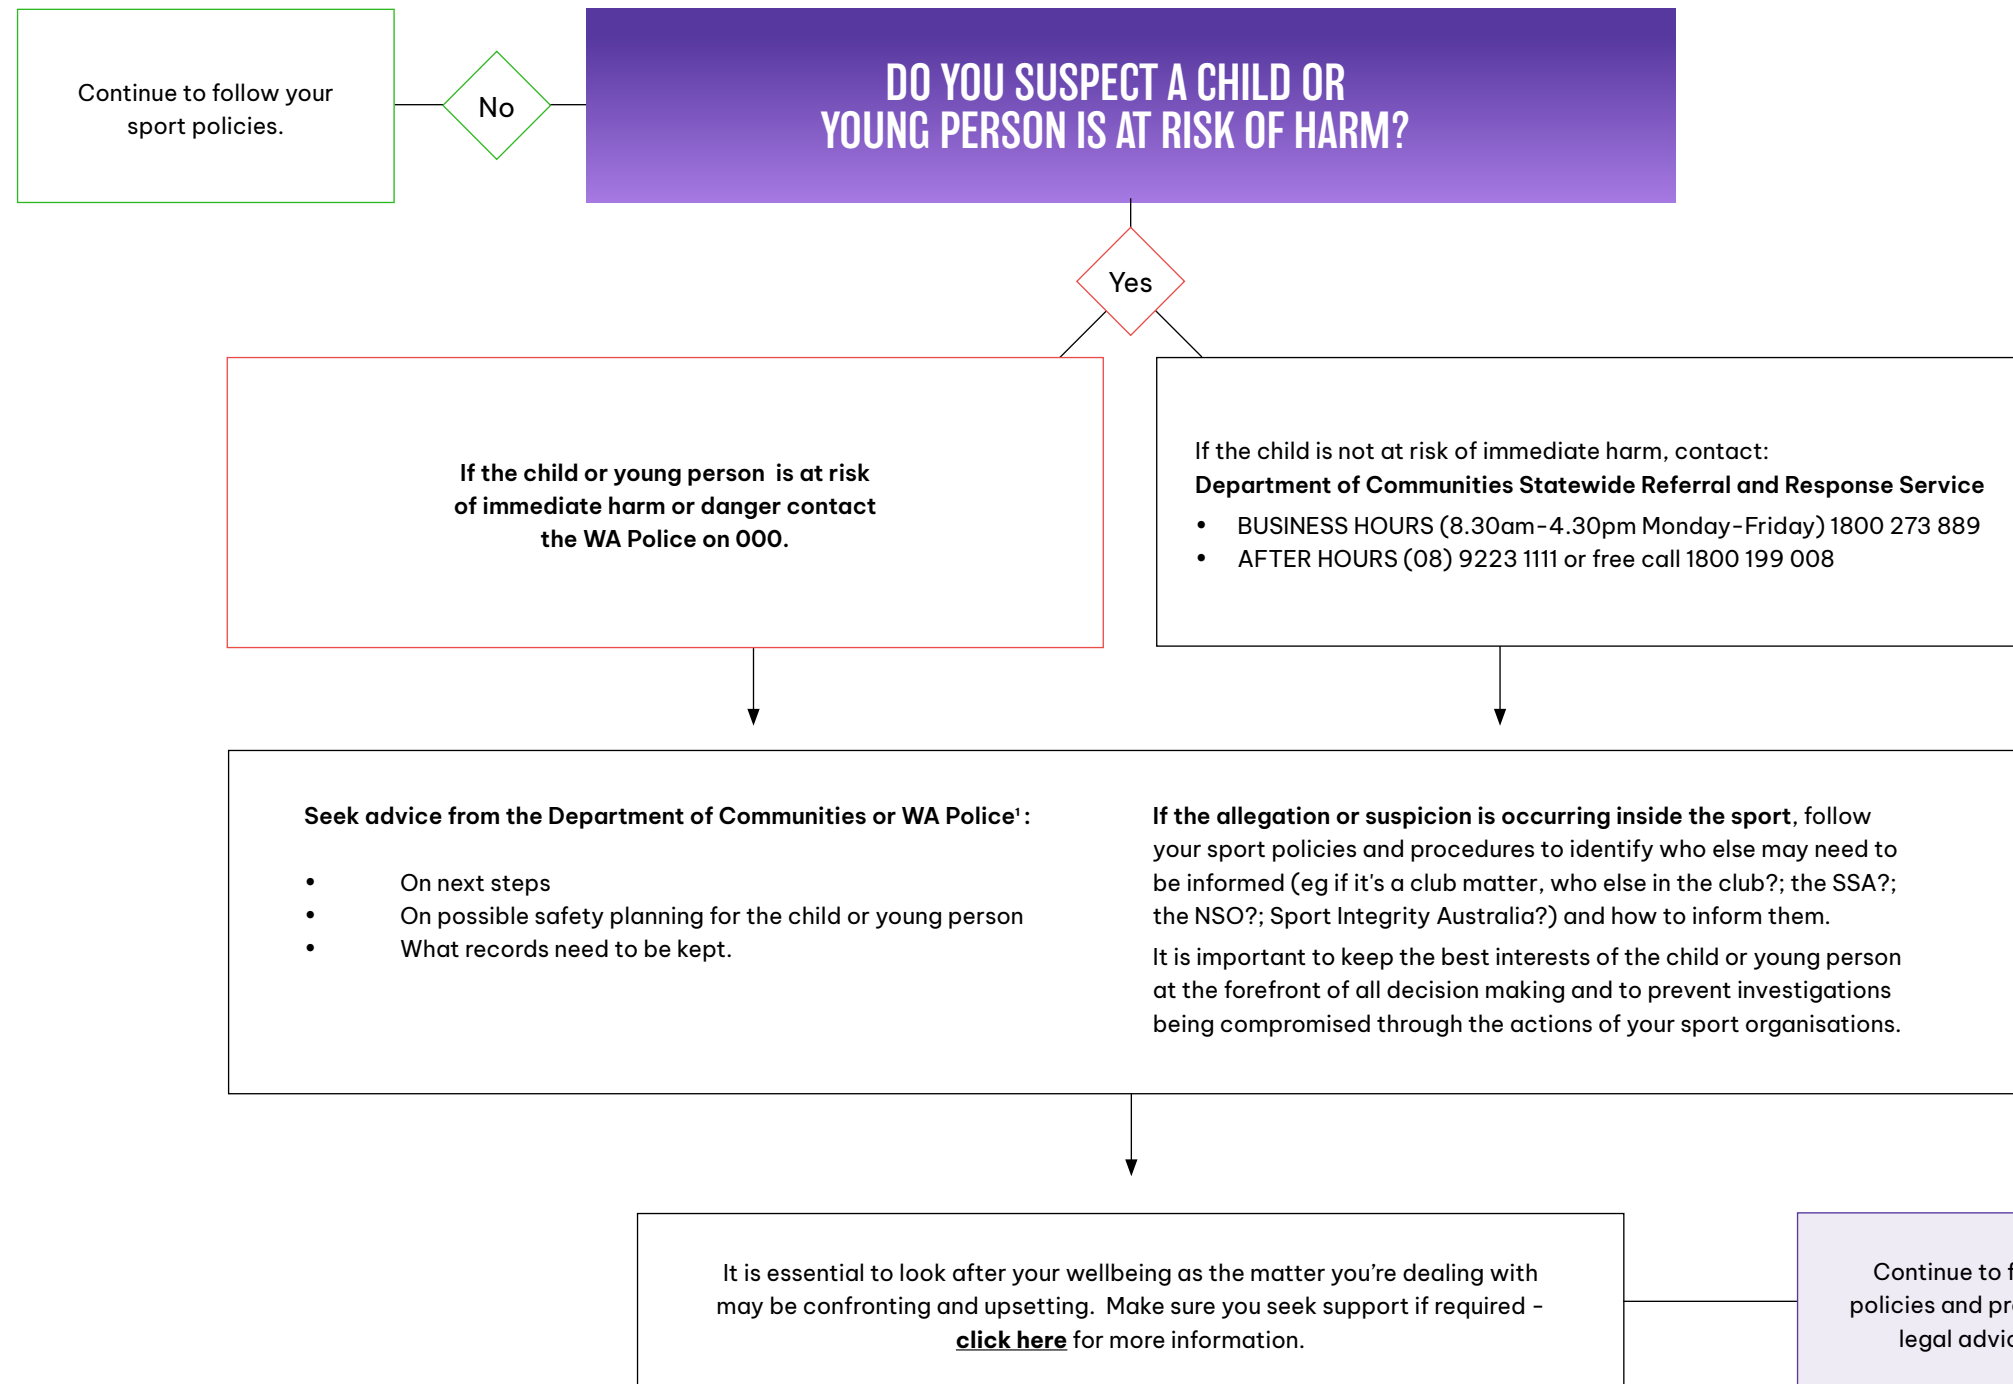 Continue to follow your
sport policies.
No
DO YOU SUSPECT A CHILD OR
YOUNG PERSON IS AT RISK OF HARM?
Yes
If the child or young person  is at risk
of immediate harm or danger contact
the WA Police on 000.
If the child is not at risk of immediate harm, contact:
Department of Communities Statewide Referral and Response Service
• BUSINESS HOURS (8.30am-4.30pm Monday-Friday) 1800 273 889
• AFTER HOURS (08) 9223 1111 or free call 1800 199 008
Seek advice from the Department of Communities or WA Police¹ :
• On next steps
• On possible safety planning for the child or young person
• What records need to be kept.
If the allegation or suspicion is occurring inside the sport, follow
your sport policies and procedures to identify who else may need to
be informed (eg if it's a club matter, who else in the club?; the SSA?;
the NSO?; Sport Integrity Australia?) and how to inform them.
It is important to keep the best interests of the child or young person
at the forefront of all decision making and to prevent investigations
being compromised through the actions of your sport organisations.
It is essential to look after your wellbeing as the matter you’re dealing with
may be confronting and upsetting.  Make sure you seek support if required -
click here for more information.
Continue to
policies and
legal